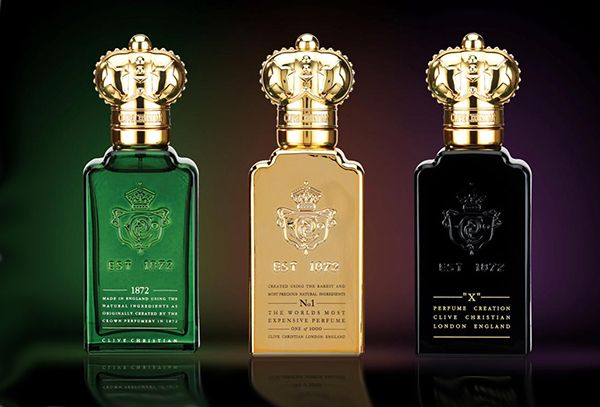 EST 1872
1872
MADE IN ENGLAND USING THE
NATURAL INGREDIENTS AS
ORIGINALLY CREATED BY THE
CROWN PERFUMERY IN 1872
CLIVE CHRISTIAN
CLIVE CHRISTIAN
EST 1872
CREATED USING THE RAREST AND
MOST PRECIOUS NATURAL INGREDIENTS
No1
THE WORLDS MOST
EXPENSIVE PERFUME
ONE of 1000
CLIVE CHRISTIAN LONDON ENGLAND
EST 1872
"X"
PERFUME CREATION
CLIVE CHRISTIAN
LONDON ENGLAND